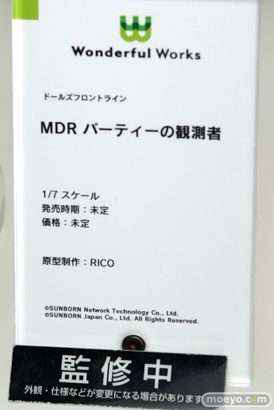 Wonderful Works
ドールズフロントライン
MDR パーティーの観測者
1/7 スケール
発売時期：未定
価格：未定
原型制作：RICO
©SUNBORN Network Technology Co., Ltd.
©SUNBORN Japan Co., Ltd. All Rights Reserved.
監修中
外観・仕様などが変更になる場合があります
moeyo.com